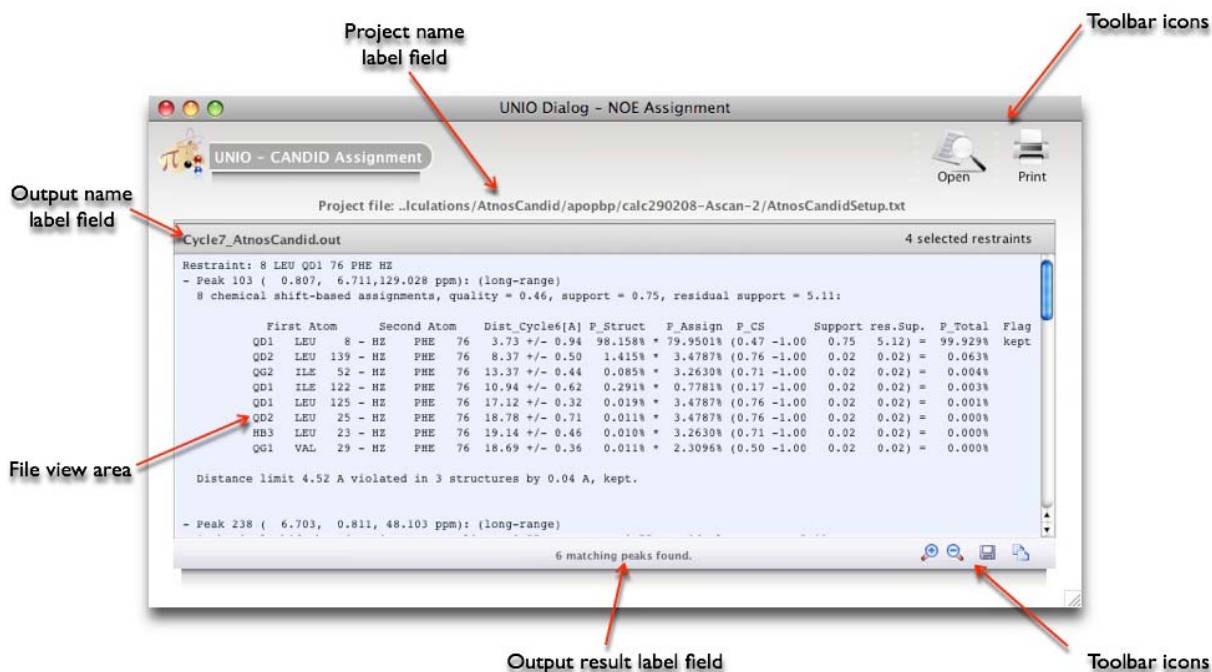 Project name
label field
Toolbar icons
UNIO Dialog - NOE Assignment
UNIO - CANDID Assignment
Open
Print
Output name
label field
Project file: ..lculations/AtnosCandid/apopbp/calc290208-Ascan-2/AtnosCandidSetup.txt
Cycle7_AtnosCandid.out
4 selected restraints
Restraint: 8 LEU QD1 76 PHE HZ
- Peak 103 ( 0.807, 6.711,129.028 ppm): (long-range)
8 chemical shift-based assignments, quality = 0.46, support = 0.75, residual support = 5.11:
First Atom Second Atom Dist_Cycle6[A] P_Struct P_Assign P_CS Support res.Sup. P_Total Flag
QD1 LEU 8 - HZ PHE 76 3.73 +/- 0.94 98.158% * 79.9501% (0.47 -1.00 0.75 5.12) = 99.929% kept
QD2 LEU 139 - HZ PHE 76 8.37 +/- 0.50 1.415% * 3.4787% (0.76 -1.00 0.02 0.02) = 0.063%
QG2 ILE 52 - HZ PHE 76 13.37 +/- 0.44 0.085% * 3.2630% (0.71 -1.00 0.02 0.02) = 0.004%
QD1 ILE 122 - HZ PHE 76 10.94 +/- 0.62 0.291% * 0.7781% (0.17 -1.00 0.02 0.02) = 0.003%
QD1 LEU 125 - HZ PHE 76 17.12 +/- 0.32 0.019% * 3.4787% (0.76 -1.00 0.02 0.02) = 0.001%
QD2 LEU 25 - HZ PHE 76 18.78 +/- 0.71 0.011% * 3.4787% (0.76 -1.00 0.02 0.02) = 0.000%
HB3 LEU 23 - HZ PHE 76 19.14 +/- 0.46 0.010% * 3.2630% (0.71 -1.00 0.02 0.02) = 0.000%
QG1 VAL 29 - HZ PHE 76 18.69 +/- 0.36 0.011% * 2.3096% (0.50 -1.00 0.02 0.02) = 0.000%
File view area
Distance limit 4.52 A violated in 3 structures by 0.04 A, kept.
- Peak 238 ( 6.703, 0.811, 48.103 ppm): (long-range)
6 matching peaks found.
Output result label field
Toolbar icons